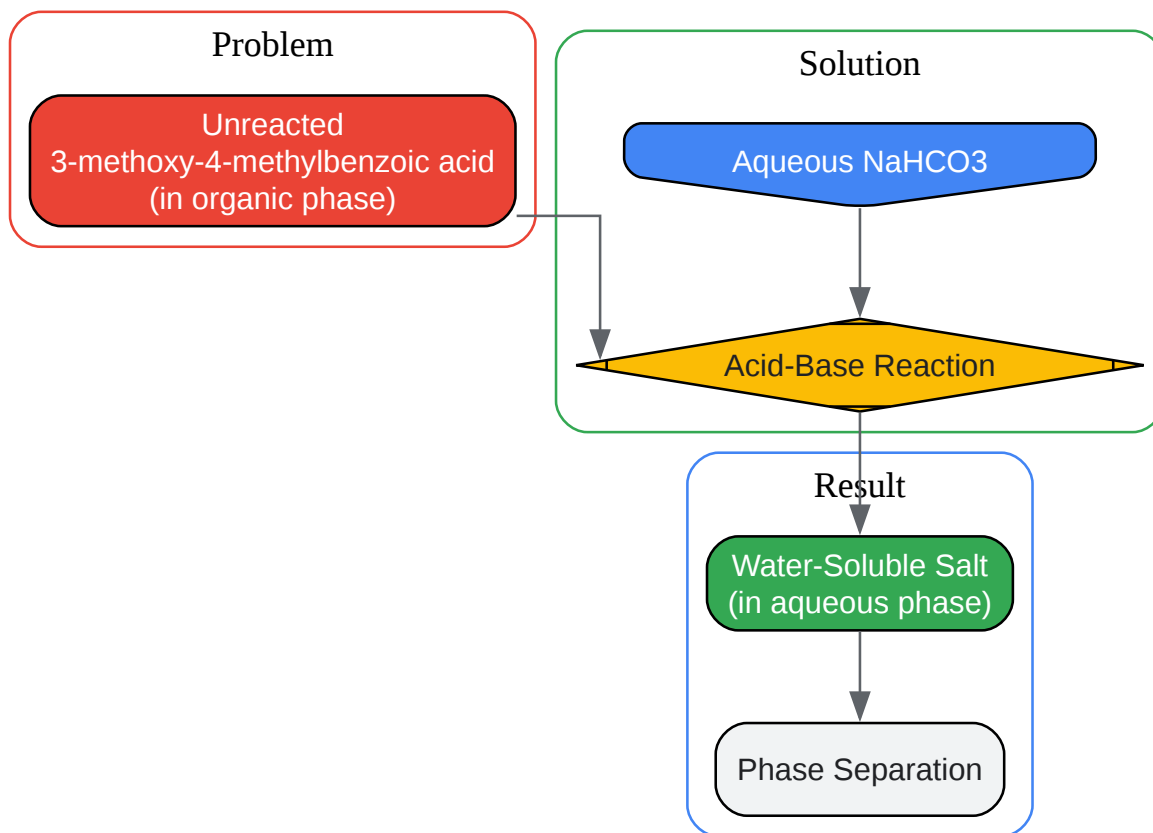 Problem
Unreacted
3-methoxy-4-methylbenzoic acid
(in organic phase)
Solution
Aqueous NaHCO3
Acid-Base Reaction
Result
Water-Soluble Salt
(in aqueous phase)
Phase Separation